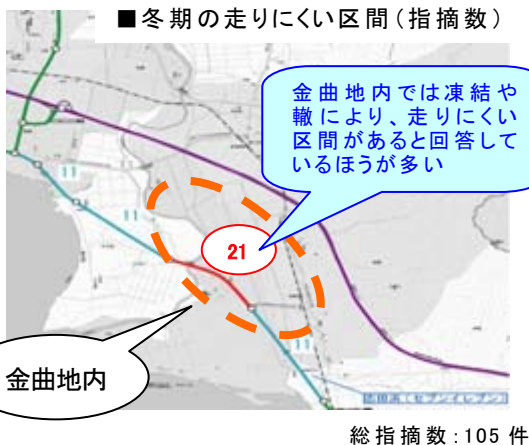 ■冬期の走りにくい区間(指摘数)
金曲地内では凍結や
轍により、走りにくい
区間があると回答して
いるほうが多い
11
11
21
11
金曲地内
総指摘数:105 件